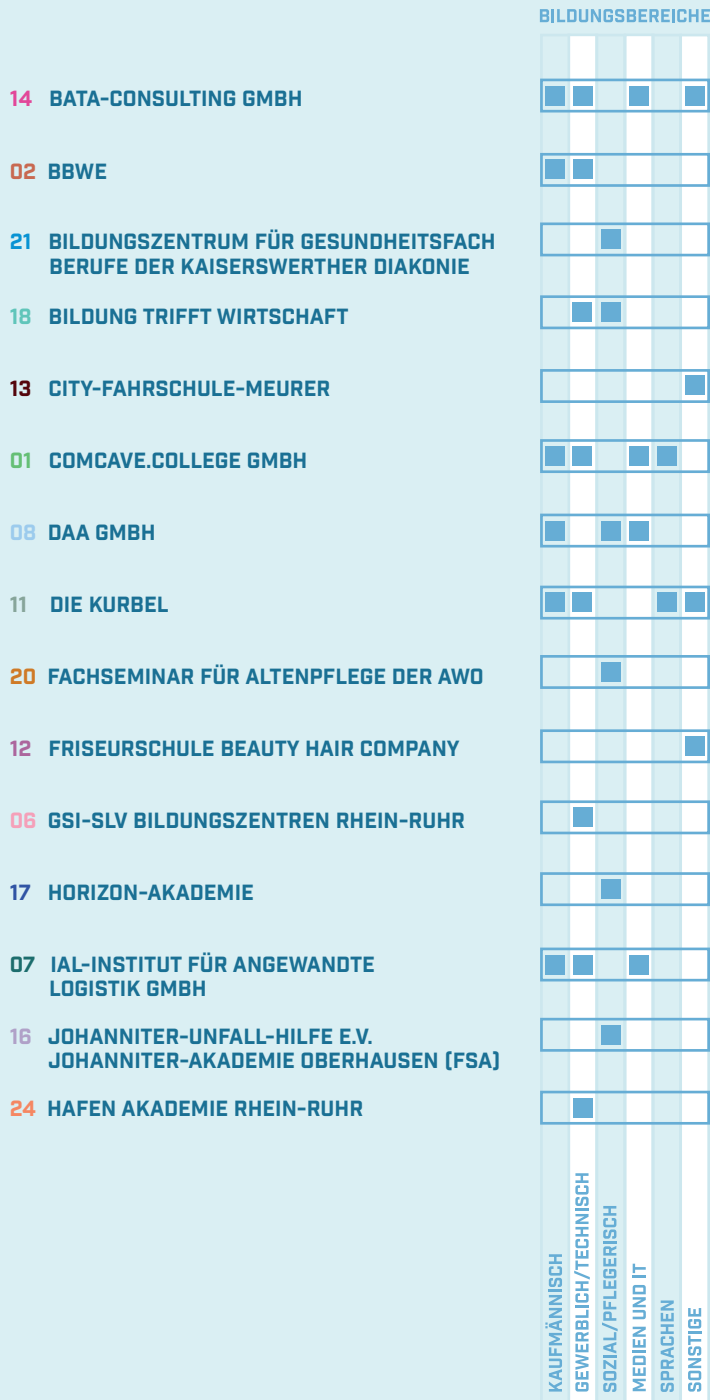 BILDUNGSBEREICHE
14 BATA-CONSULTING GMBH
02 BBWE
21 BILDUNGSZENTRUM FÜR GESUNDHEITSFACH
BERUFE DER KAISERSWERTHER DIAKONIE
18 BILDUNG TRIFFT WIRTSCHAFT
13 CITY-FAHRSCHULE-MEURER
01 COMCAVE.COLLEGE GMBH
08 DAA GMBH
11 DIE KURBEL
20 FACHSEMINAR FÜR ALTENPFLEGE DER AWO
12 FRISEURSCHULE BEAUTY HAIR COMPANY
06 GSI-SLV BILDUNGSZENTREN RHEIN-RUHR
17 HORIZON-AKADEMIE
07 IAL-INSTITUT FÜR ANGEWANDTE
LOGISTIK GMBH
16 JOHANNITER-UNFALL-HILFE E.V.
JOHANNITER-AKADEMIE OBERHAUSEN (FSA)
24 HAFEN AKADEMIE RHEIN-RUHR
KAUFMÄNNISCH
GEWERBLICH/TECHNISCH
SOZIAL/PFLEGERISCH
MEDIEN UND IT
SPRACHEN
SONSTIGE